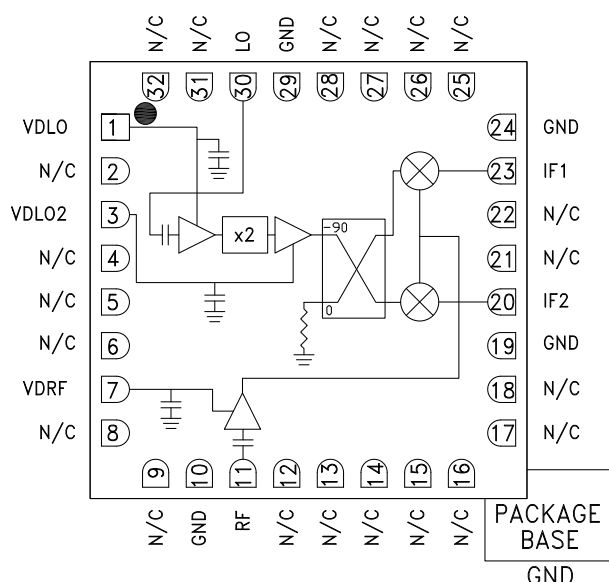 N/C N/C LO GND N/C N/C N/C N/C
32 31 30 29 28 27 26 25
VDLO 1
N/C 2
VDLO2 3
N/C 4
N/C 5
N/C 6
VDRF 7
N/C 8
24 GND
23 IF1
22 N/C
21 N/C
20 IF2
19 GND
18 N/C
17 N/C
x2
-90
0
9 10 11 12 13 14 15 16
N/C GND RF N/C N/C N/C N/C N/C
PACKAGE
BASE
GND